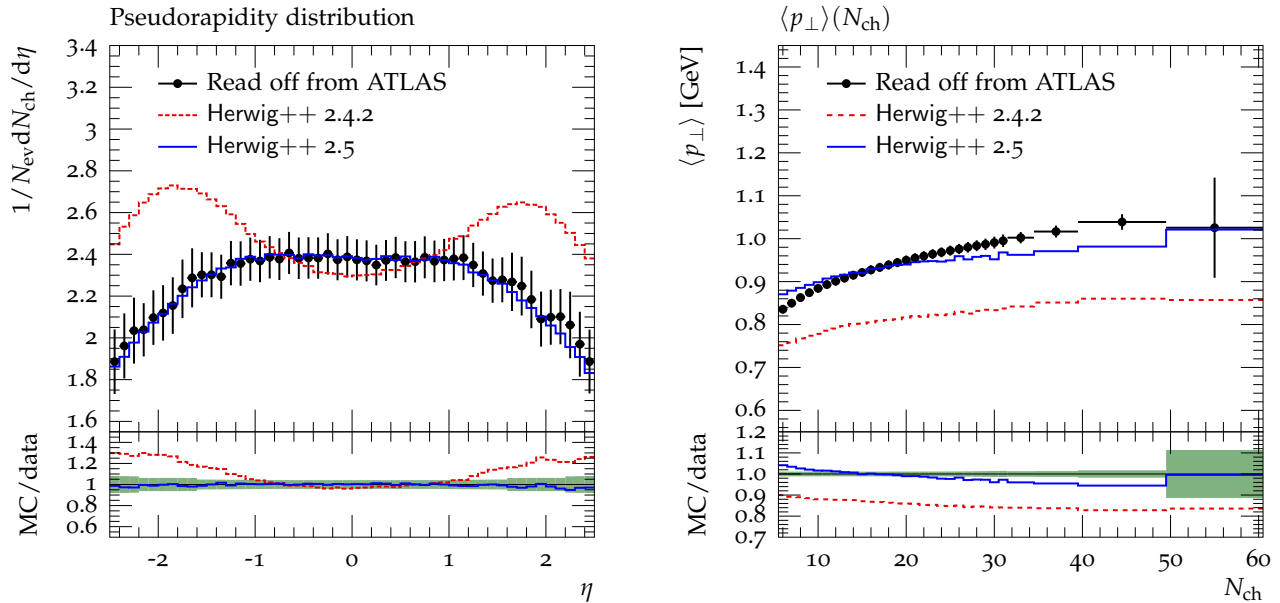 Pseudorapidity distribution
1/N_ev dN_ch/dη
3.4
3.2
3
2.8
2.6
2.4
2.2
2
1.8
1.6
Read off from ATLAS
Herwig++ 2.4.2
Herwig++ 2.5
MC/data
1.4
1.2
1
0.8
0.6
-2
-1
0
1
2
η
⟨p⊥⟩(N_ch)
⟨p⊥⟩ [GeV]
1.4
1.3
1.2
1.1
1.0
0.9
0.8
0.7
0.6
Read off from ATLAS
Herwig++ 2.4.2
Herwig++ 2.5
MC/data
1.2
1.1
1.0
0.9
0.8
0.7
10
20
30
40
50
60
N_ch